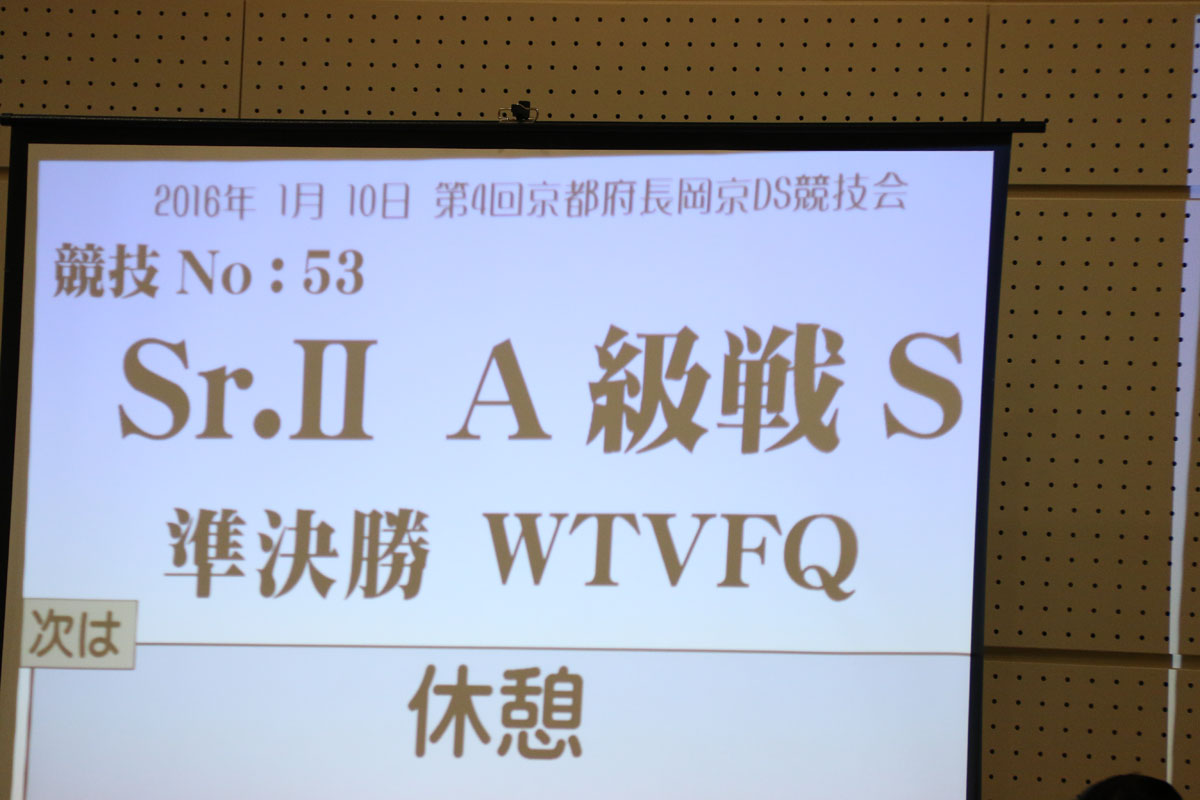 2016年 1月 10日 第4回京都府長岡京DS競技会
競技 No : 53
Sr.II A 級戦 S
準決勝 WTVFQ
次は
休憩